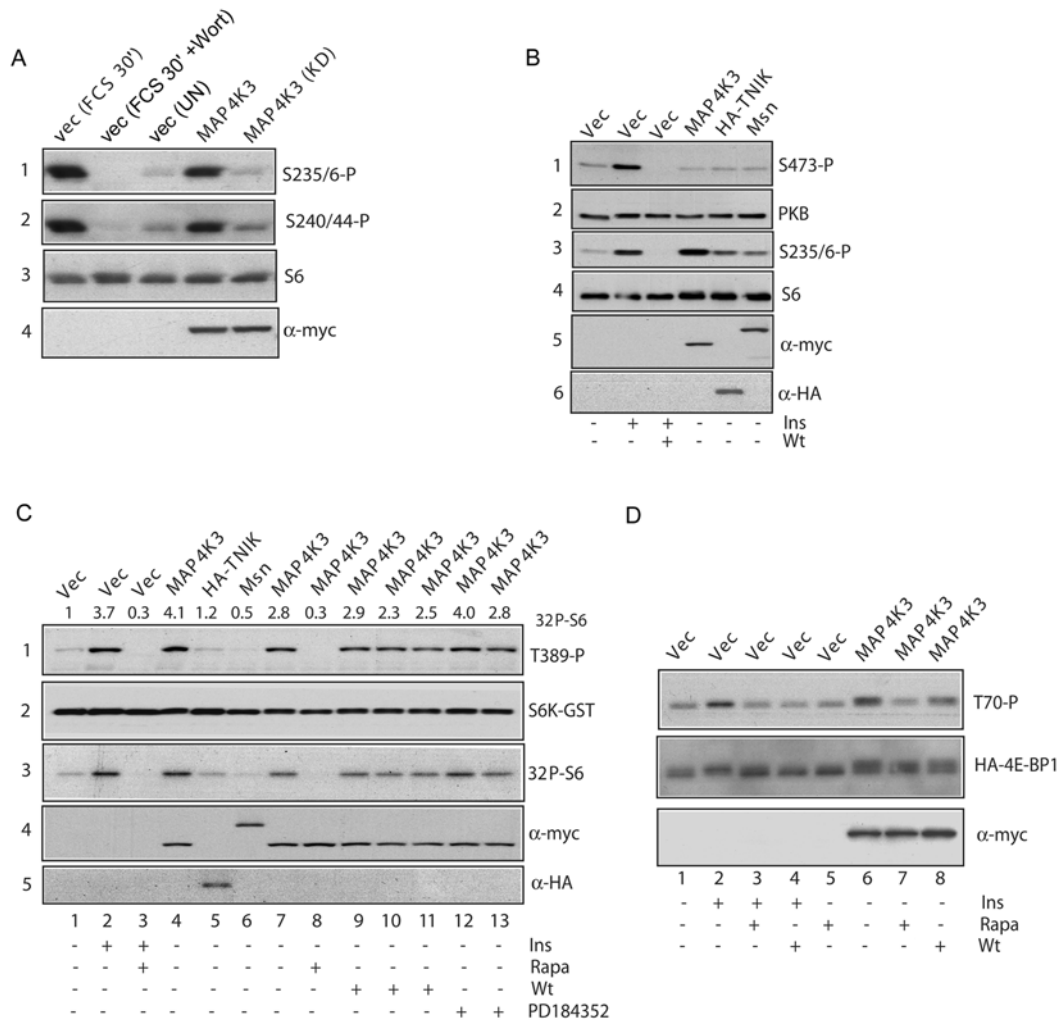 A
vec (FCS 30')
vec (FCS 30' +Wort)
vec (UN)
MAP4K3
MAP4K3 (KD)
1 S235/6-P
2 S240/44-P
3 S6
4 α-myc
B
Vec Vec Vec MAP4K3 HA-TNIK Msn
1 S473-P
2 PKB
3 S235/6-P
4 S6
5 α-myc
6 α-HA
- + + - - - Ins
- - + - - - Wt
C
Vec Vec Vec MAP4K3 HA-TNIK Msn MAP4K3 MAP4K3 MAP4K3 MAP4K3 MAP4K3 MAP4K3 MAP4K3
1 3.7 0.3 4.1 1.2 0.5 2.8 0.3 2.9 2.3 2.5 4.0 2.8 32P-S6
1 T389-P
2 S6K-GST
3 32P-S6
4 α-myc
5 α-HA
1 2 3 4 5 6 7 8 9 10 11 12 13
Ins - + + - - - - - - - - - -
Rapa - - + - - - - + - - - - -
Wt - - - - - - - - + + + - -
- - - - - - - - - - - + + PD184352
D
Vec Vec Vec Vec Vec MAP4K3 MAP4K3 MAP4K3
T70-P
HA-4E-BP1
α-myc
1 2 3 4 5 6 7 8
- + + + - - - - Ins
- - + - + - + - Rapa
- - - + - - - + Wt